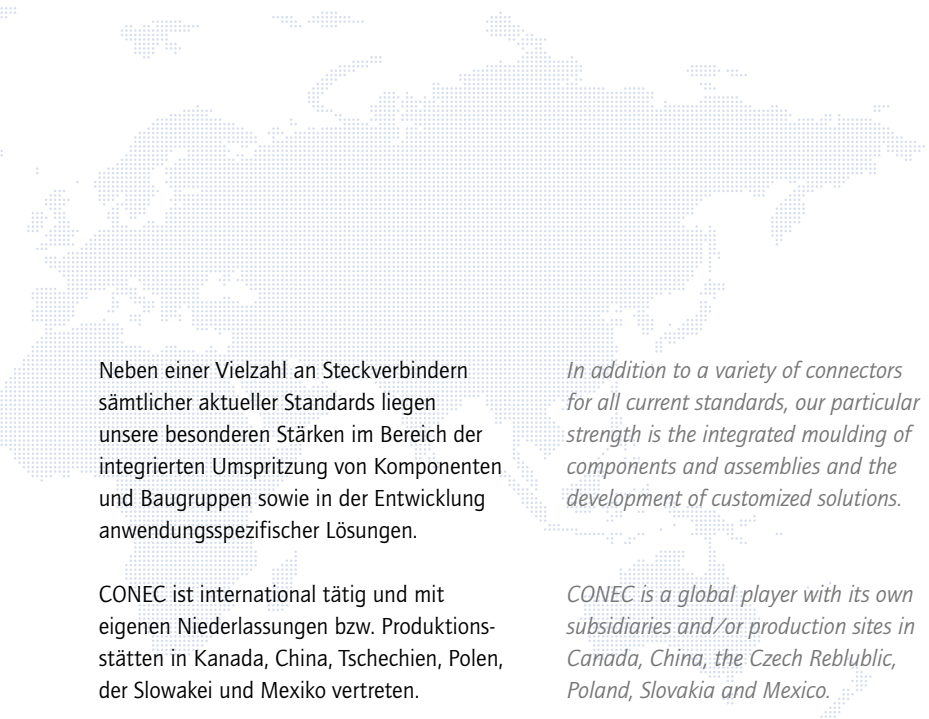 Neben einer Vielzahl an Steckverbindern
sämtlicher aktueller Standards liegen
unsere besonderen Stärken im Bereich der
integrierten Umspritzung von Komponenten
und Baugruppen sowie in der Entwicklung
anwendungsspezifischer Lösungen.
CONEC ist international tätig und mit
eigenen Niederlassungen bzw. Produktions-
stätten in Kanada, China, Tschechien, Polen,
der Slowakei und Mexiko vertreten.
In addition to a variety of connectors
for all current standards, our particular
strength is the integrated moulding of
components and assemblies and the
development of customized solutions.
CONEC is a global player with its own
subsidiaries and/or production sites in
Canada, China, the Czech Reblublic,
Poland, Slovakia and Mexico.